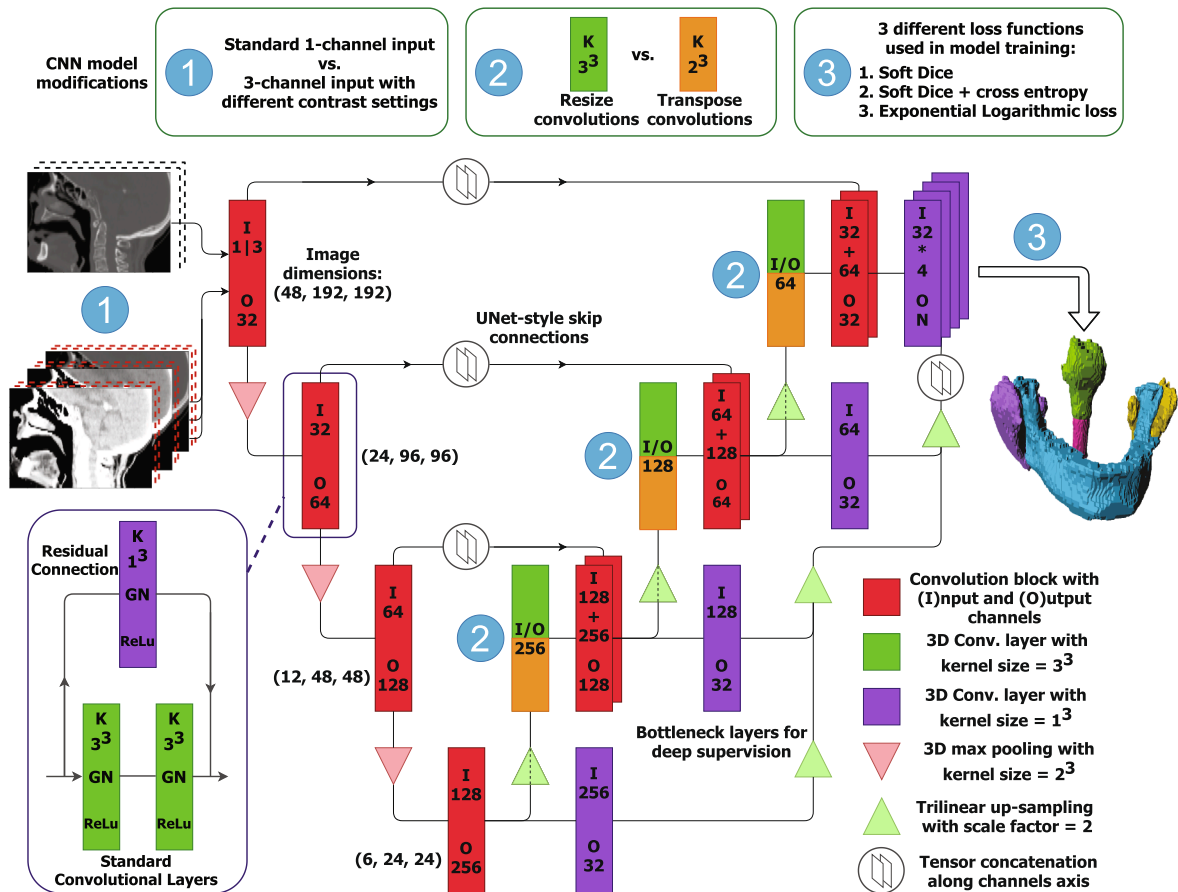 CNN model
modifications
1
Standard 1-channel input
vs.
3-channel input with
different contrast settings
2
K
3³
Resize
convolutions
vs.
K
2³
Transpose
convolutions
3
3 different loss functions
used in model training:
1. Soft Dice
2. Soft Dice + cross entropy
3. Exponential Logarithmic loss
1
I
1|3
O
32
Image
dimensions:
(48, 192, 192)
2
I/O
64
I
32
+
64
O
32
I
32
*
4
O
N
3
UNet-style skip
connections
I
32
O
64
(24, 96, 96)
2
I/O
128
I
64
+
128
O
64
I
64
O
32
I
64
O
128
(12, 48, 48)
2
I/O
256
I
128
+
256
O
128
I
128
O
32
Bottleneck layers for
deep supervision
I
128
O
256
(6, 24, 24)
I
256
O
32
Residual
Connection
K
1³
GN
ReLu
K
3³
GN
ReLu
K
3³
GN
ReLu
Standard
Convolutional Layers
Convolution block with
(I)nput and (O)utput
channels
3D Conv. layer with
kernel size = 3³
3D Conv. layer with
kernel size = 1³
3D max pooling with
kernel size = 2³
Trilinear up-sampling
with scale factor = 2
Tensor concatenation
along channels axis